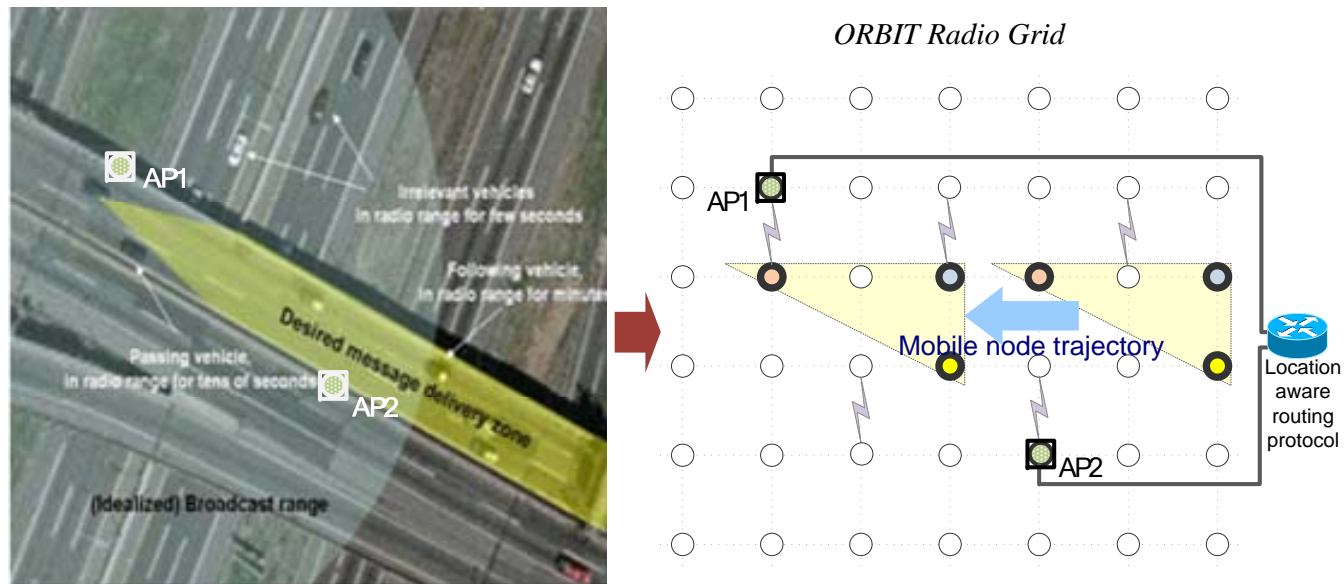 AP1
Irrelevant vehicles
in radio range for few seconds
Following vehicle,
in radio range for minutes
Desired message delivery zone
Passing vehicle,
in radio range for tens of seconds
AP2
(Idealized) Broadcast range
ORBIT Radio Grid
AP1
Mobile node trajectory
Location
aware
routing
protocol
AP2